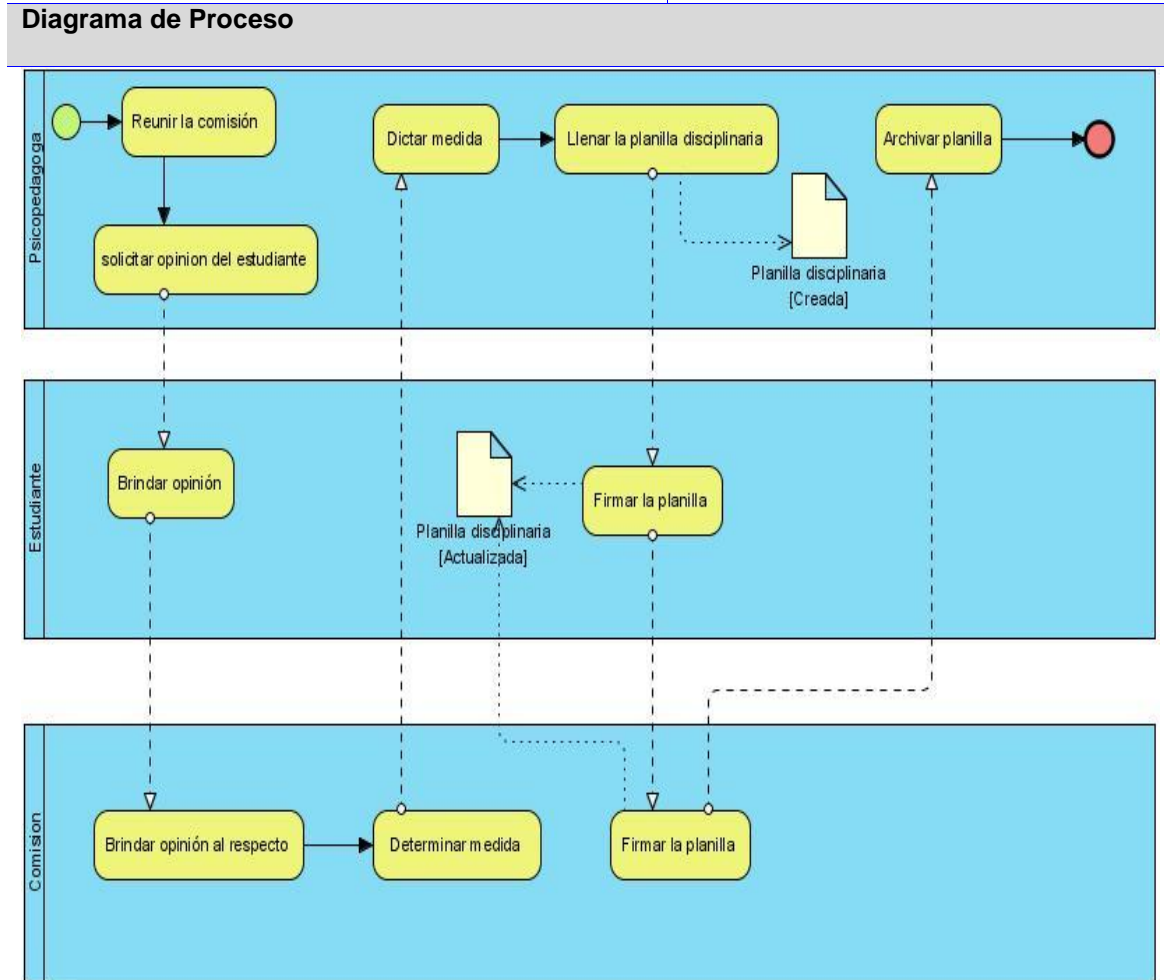 Diagrama de Proceso
Psicopedagoga
Reunir la comisión
Dictar medida
Llenar la planilla disciplinaria
Archivar planilla
solicitar opinion del estudiante
Planilla disciplinaria
[Creada]
Estudiante
Brindar opinión
Firmar la planilla
Planilla disciplinaria
[Actualizada]
Comision
Brindar opinión al respecto
Determinar medida
Firmar la planilla